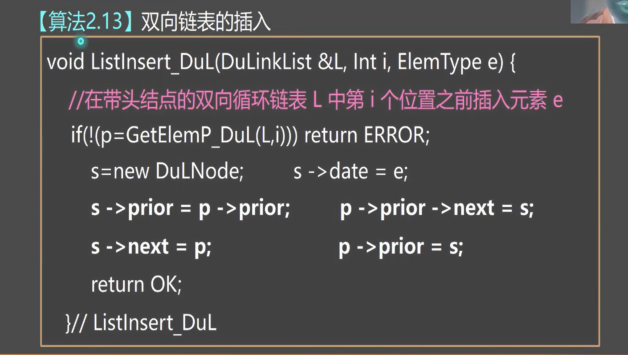 【算法2.13】双向链表的插入
void ListInsert_DuL(DuLinkList &L, Int i, ElemType e) {
//在带头结点的双向循环链表 L 中第 i 个位置之前插入元素 e
if(!(p=GetElemP_DuL(L,i))) return ERROR;
s=new DuLNode; s ->date = e;
s ->prior = p ->prior; p ->prior ->next = s;
s ->next = p; p ->prior = s;
return OK;
}// ListInsert_DuL